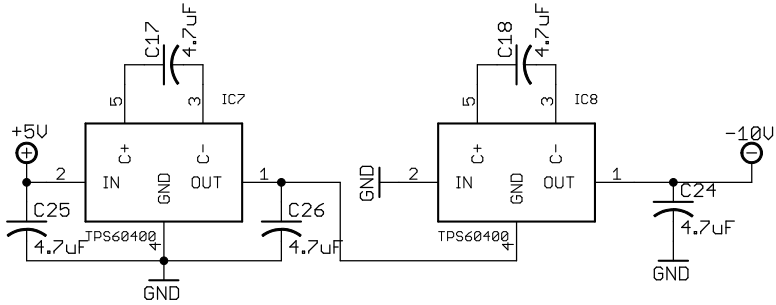 C17
4.7uF
5
3
IC7
C+
C-
+5V
2
IN
GND
OUT
1
TPS60400
4
C25
4.7uF
C26
4.7uF
GND
C18
4.7uF
5
3
IC8
C+
C-
GND
2
IN
GND
OUT
1
TPS60400
4
-10V
C24
4.7uF
GND